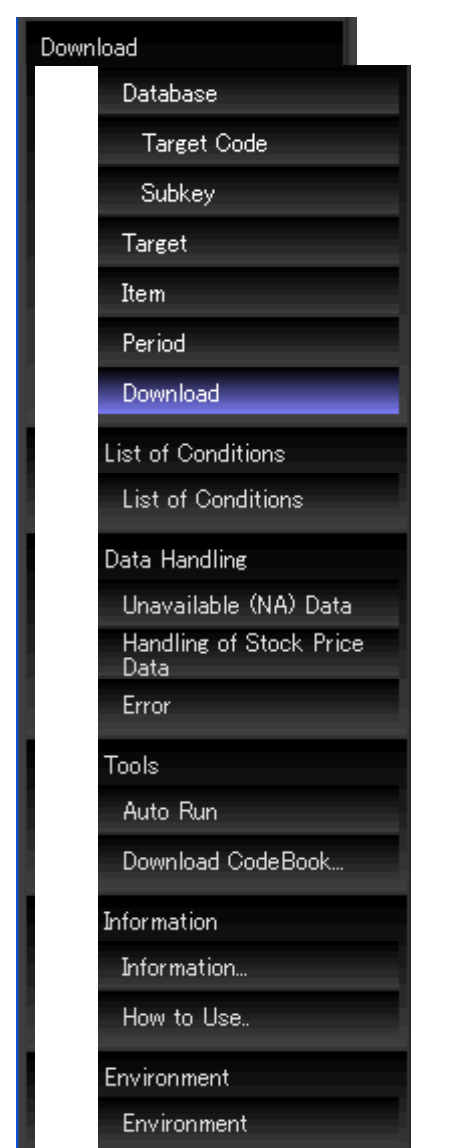 Download
Database
Target Code
Subkey
Target
Item
Period
Download
List of Conditions
List of Conditions
Data Handling
Unavailable (NA) Data
Handling of Stock Price
Data
Error
Tools
Auto Run
Download CodeBook...
Information
Information...
How to Use..
Environment
Environment